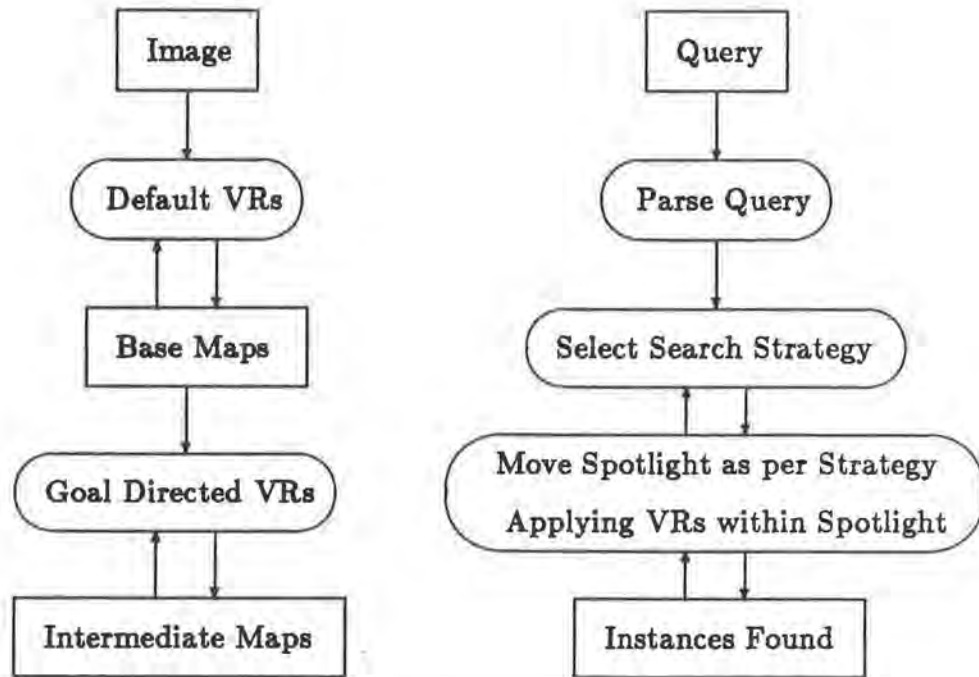 Image
Default VRs
Base Maps
Goal Directed VRs
Intermediate Maps
Query
Parse Query
Select Search Strategy
Move Spotlight as per Strategy
Applying VRs within Spotlight
Instances Found